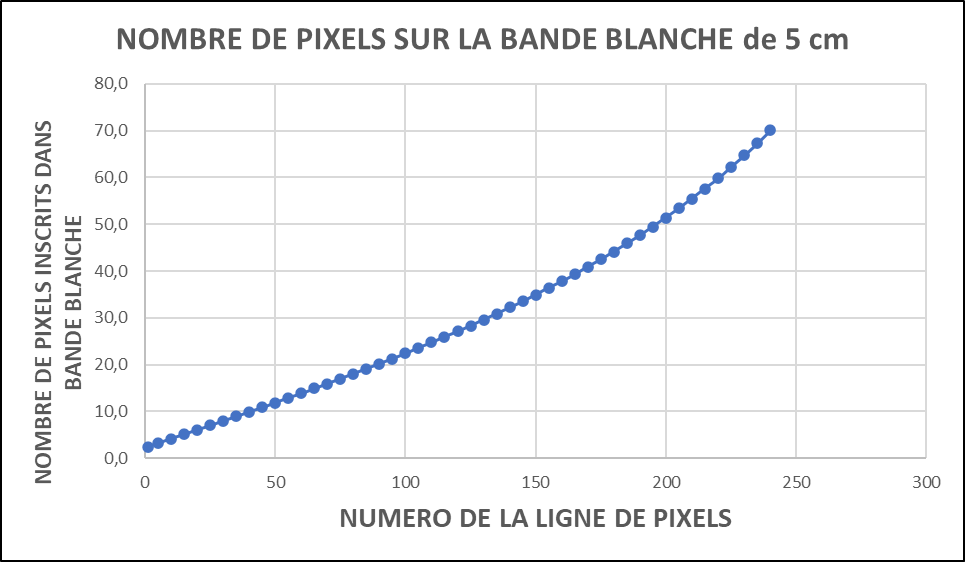 NOMBRE DE PIXELS SUR LA BANDE BLANCHE de 5 cm
NOMBRE DE PIXELS INSCRITS DANS
BANDE BLANCHE
80,0
70,0
60,0
50,0
40,0
30,0
20,0
10,0
0,0
0 50 100 150 200 250 300
NUMERO DE LA LIGNE DE PIXELS